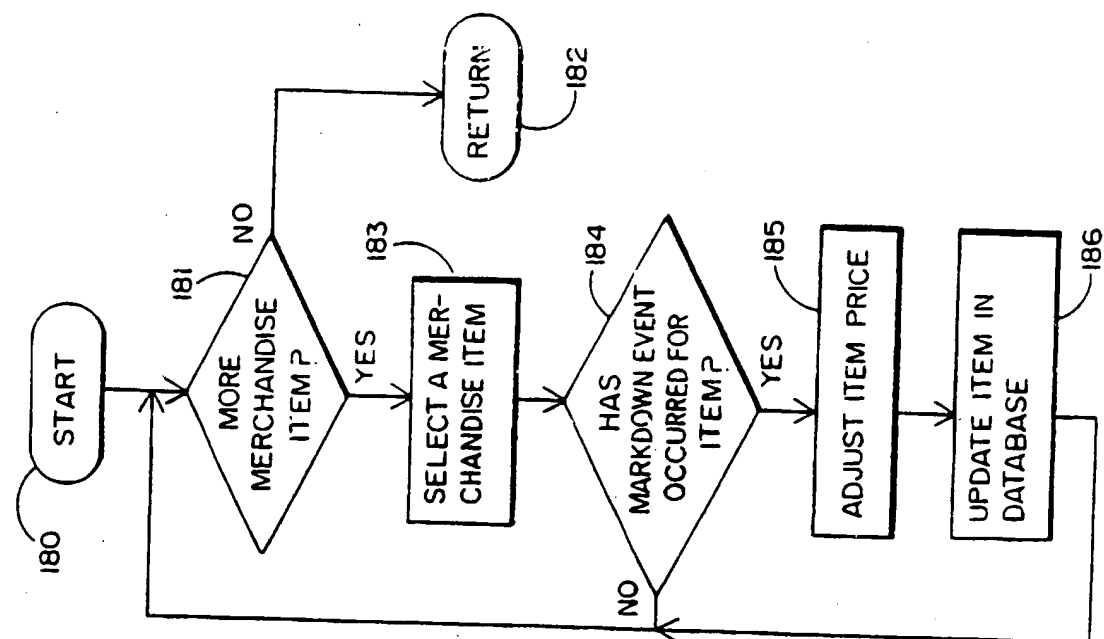 180
START
181
MORE
MERCHANDISE
ITEM?
NO
YES
RETURN
182
183
SELECT A MER-
CHANDISE ITEM
184
HAS
MARKDOWN EVENT
OCCURRED FOR
ITEM?
NO
YES
185
ADJUST ITEM PRICE
186
UPDATE ITEM IN
DATABASE